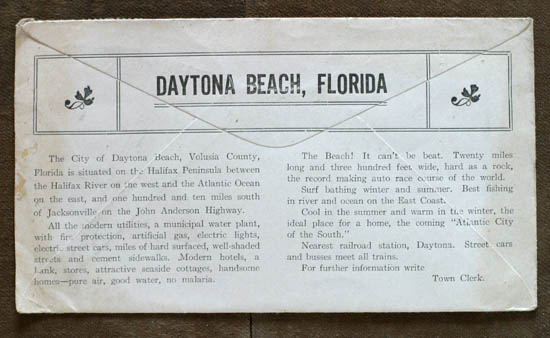 DAYTONA BEACH, FLORIDA
The City of Daytona Beach, Volusia County,
Florida is situated on the Halifax Peninsula between
the Halifax River on the west and the Atlantic Ocean
on the east, and one hundred and ten miles south
of Jacksonville on the John Anderson Highway.
All the modern utilities, a municipal water plant,
with fire protection, artificial gas, electric lights,
electric street cars, miles of hard surfaced, well-shaded
streets and cement sidewalks. Modern hotels, a
bank, stores, attractive seaside cottages, handsome
homes—pure air, good water, no malaria.
The Beach! It can't be beat. Twenty miles
long and three hundred feet wide, hard as a rock,
the record making auto race course of the world.
Surf bathing winter and summer. Best fishing
in river and ocean on the East Coast.
Cool in the summer and warm in the winter, the
ideal place for a home, the coming "Atlantic City
of the South."
Nearest railroad station, Daytona. Street cars
and busses meet all trains.
For further information write
Town Clerk.